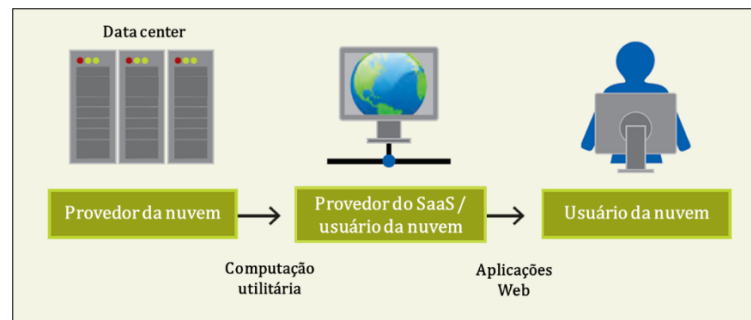 Data center
Provedor da nuvem
Provedor do SaaS /
usuário da nuvem
Usuário da nuvem
Computação
utilitária
Aplicações
Web